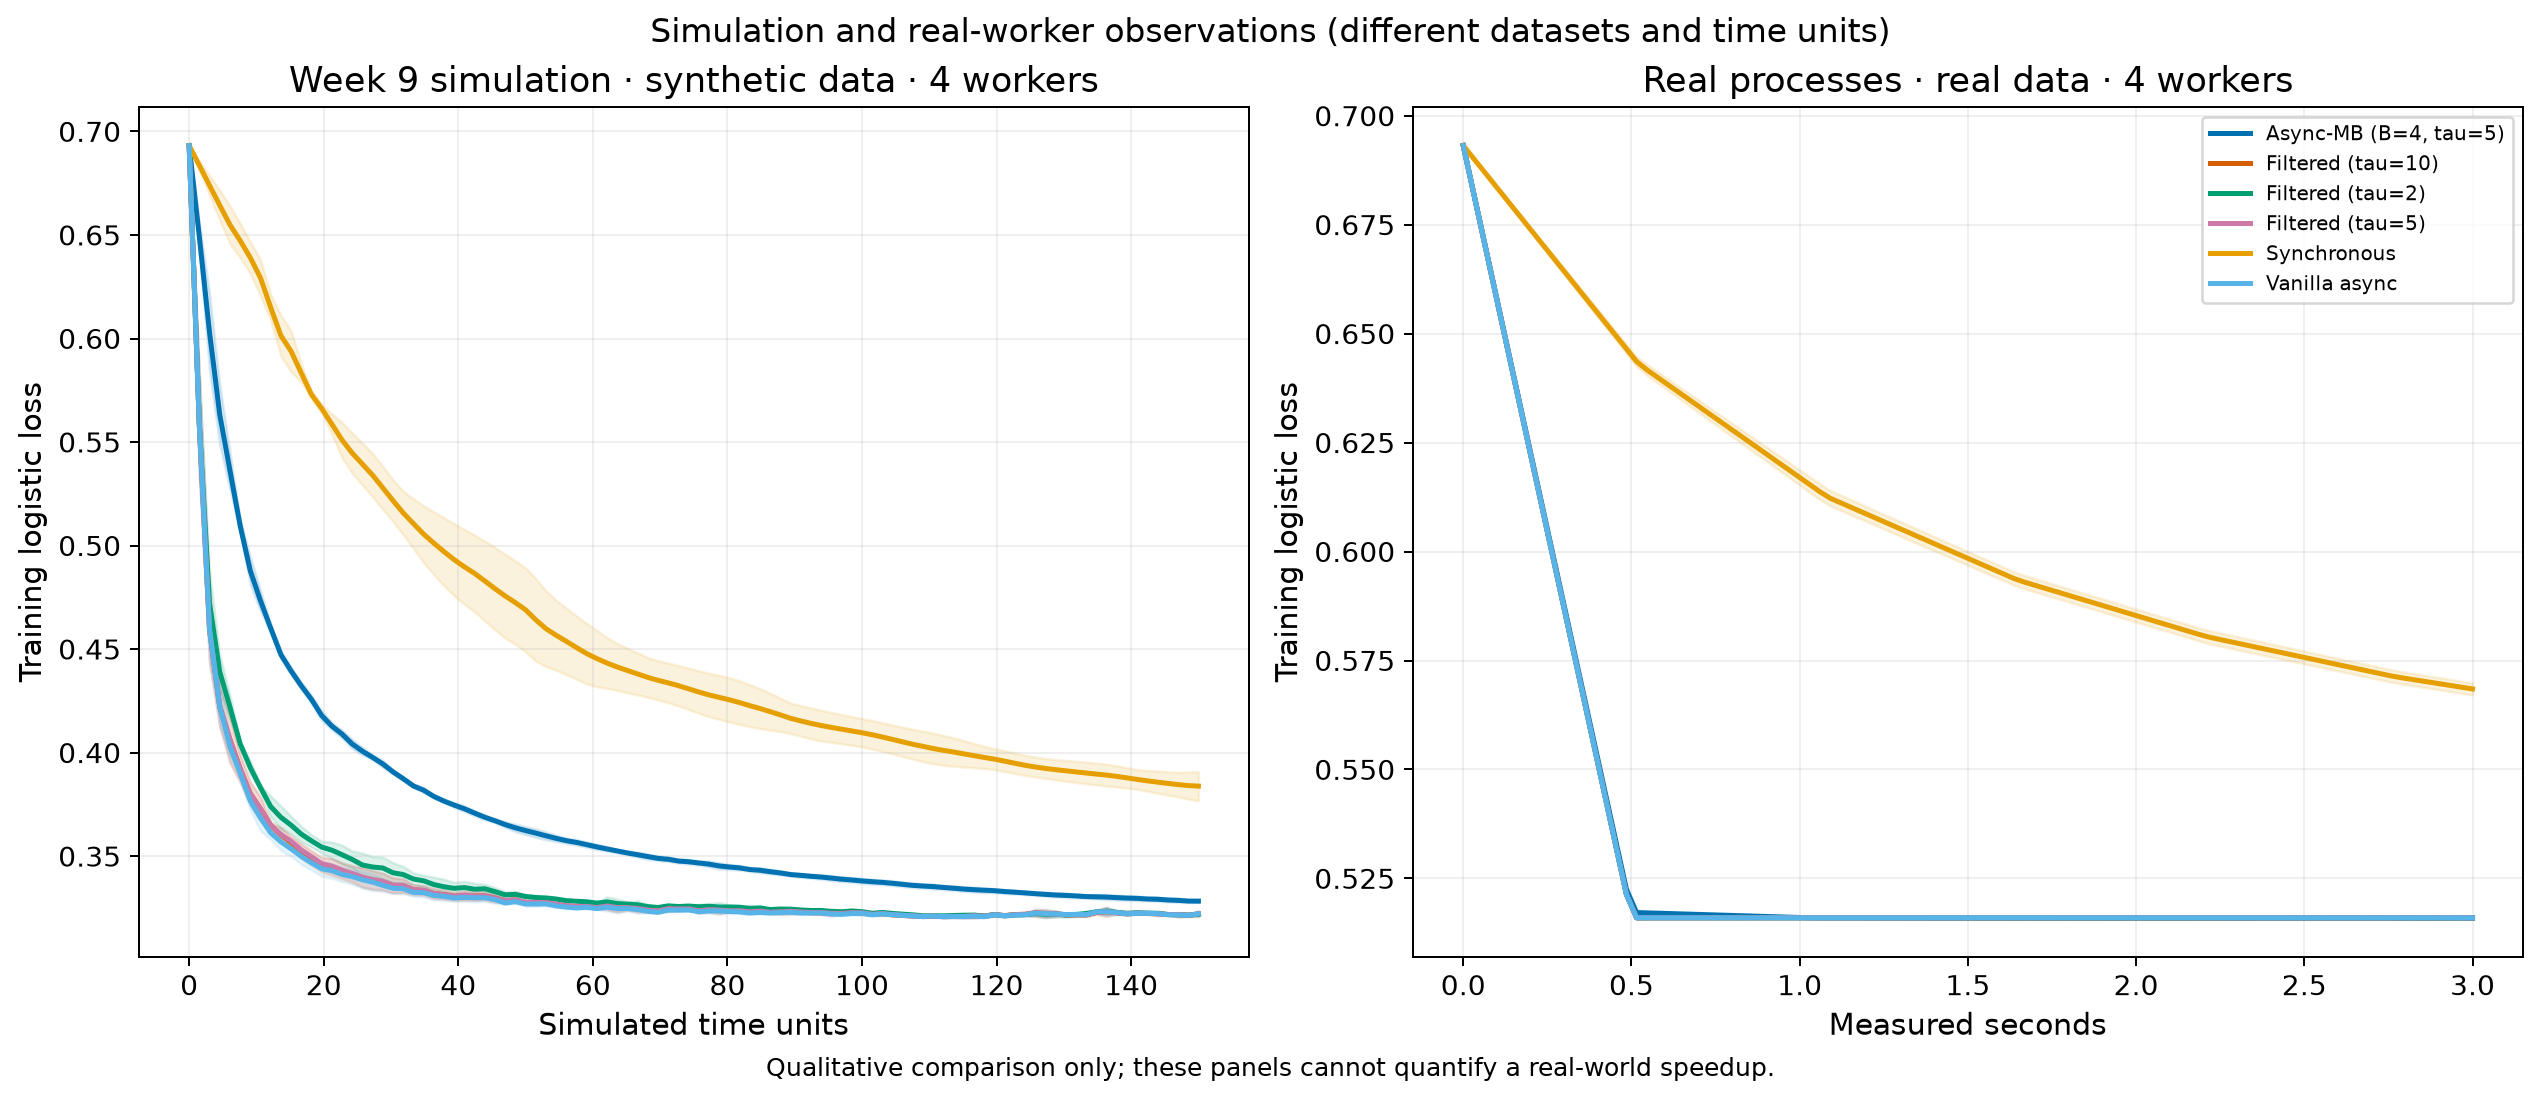 Simulation and real-worker observations (different datasets and time units)
Week 9 simulation · synthetic data · 4 workers
Training logistic loss
0.70
0.65
0.60
0.55
0.50
0.45
0.40
0.35
0 20 40 60 80 100 120 140
Simulated time units
Real processes · real data · 4 workers
Training logistic loss
0.700
0.675
0.650
0.625
0.600
0.575
0.550
0.525
Async-MB (B=4, tau=5)
Filtered (tau=10)
Filtered (tau=2)
Filtered (tau=5)
Synchronous
Vanilla async
0.0 0.5 1.0 1.5 2.0 2.5 3.0
Measured seconds
Qualitative comparison only; these panels cannot quantify a real-world speedup.